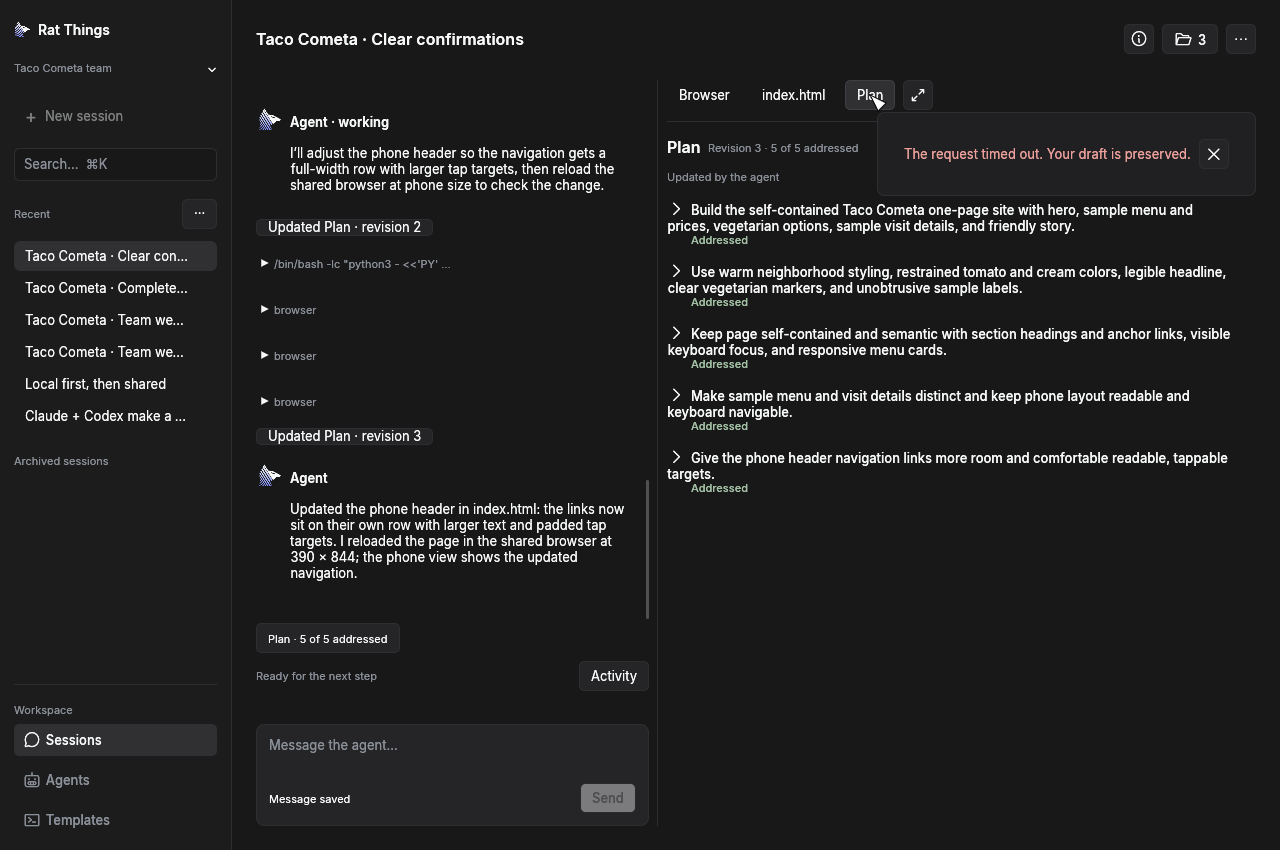 Rat Things
Taco Cometa team
+ New session
Search... ⌘K
Recent
...
Taco Cometa · Clear con...
Taco Cometa · Complete...
Taco Cometa · Team we...
Taco Cometa · Team we...
Local first, then shared
Claude + Codex make a ...
Archived sessions
Workspace
Sessions
Agents
Templates
Taco Cometa · Clear confirmations
3
...
Agent · working
I'll adjust the phone header so the navigation gets a
full-width row with larger tap targets, then reload the
shared browser at phone size to check the change.
Updated Plan · revision 2
/bin/bash -lc "python3 - <<'PY' ...
browser
browser
browser
Updated Plan · revision 3
Agent
Updated the phone header in index.html: the links now
sit on their own row with larger text and padded tap
targets. I reloaded the page in the shared browser at
390 × 844; the phone view shows the updated
navigation.
Plan · 5 of 5 addressed
Ready for the next step
Activity
Message the agent...
Message saved
Send
Browser
index.html
Plan
The request timed out. Your draft is preserved.
Plan Revision 3 · 5 of 5 addressed
Updated by the agent
Build the self-contained Taco Cometa one-page site with hero, sample menu and
prices, vegetarian options, sample visit details, and friendly story.
Addressed
Use warm neighborhood styling, restrained tomato and cream colors, legible headline,
clear vegetarian markers, and unobtrusive sample labels.
Addressed
Keep page self-contained and semantic with section headings and anchor links, visible
keyboard focus, and responsive menu cards.
Addressed
Make sample menu and visit details distinct and keep phone layout readable and
keyboard navigable.
Addressed
Give the phone header navigation links more room and comfortable readable, tappable
targets.
Addressed